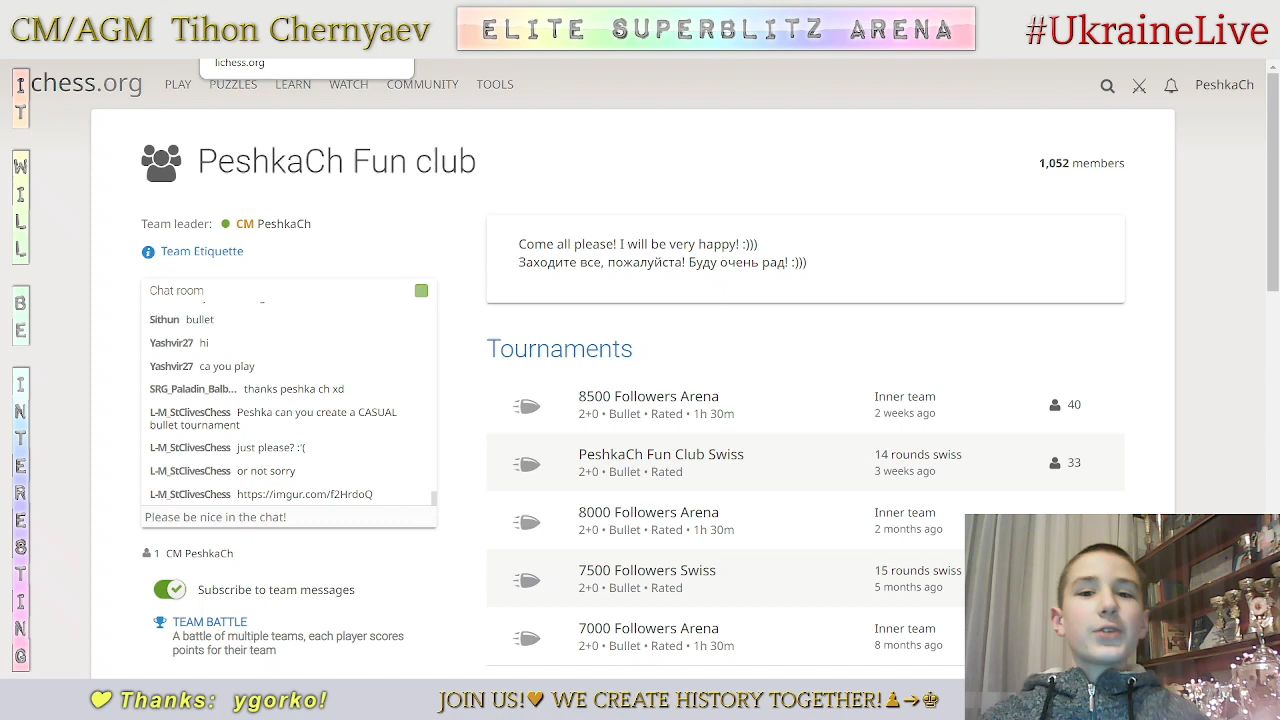 CM/AGM Tihon Chernyaev
ELITE SUPERBLITZ ARENA
#UkraineLive
IT WILL BE INTERESTING
lichess.org
chess.org
PLAY PUZZLES LEARN WATCH COMMUNITY TOOLS
PeshkaCh
PeshkaCh Fun club
1,052 members
Team leader: CM PeshkaCh
Team Etiquette
Come all please! I will be very happy! :)))
Заходите все, пожалуйста! Буду очень рад! :)))
Chat room
Sithun bullet
Yashvir27 hi
Yashvir27 ca you play
SRG_Paladin_Balb... thanks peshka ch xd
L-M_StClivesChess Peshka can you create a CASUAL
bullet tournament
L-M_StClivesChess just please? :'(
L-M_StClivesChess or not sorry
L-M_StClivesChess https://imgur.com/f2HrdoQ
Please be nice in the chat!
1 CM PeshkaCh
Subscribe to team messages
TEAM BATTLE
A battle of multiple teams, each player scores
points for their team
Tournaments
8500 Followers Arena Inner team
2+0 • Bullet • Rated • 1h 30m 2 weeks ago 40
PeshkaCh Fun Club Swiss 14 rounds swiss
2+0 • Bullet • Rated 3 weeks ago 33
8000 Followers Arena Inner team
2+0 • Bullet • Rated • 1h 30m 2 months ago
7500 Followers Swiss 15 rounds swiss
2+0 • Bullet • Rated 5 months ago
7000 Followers Arena Inner team
2+0 • Bullet • Rated • 1h 30m 8 months ago
Thanks: ygorko!
JOIN US!🧡 WE CREATE HISTORY TOGETHER!♟→♚